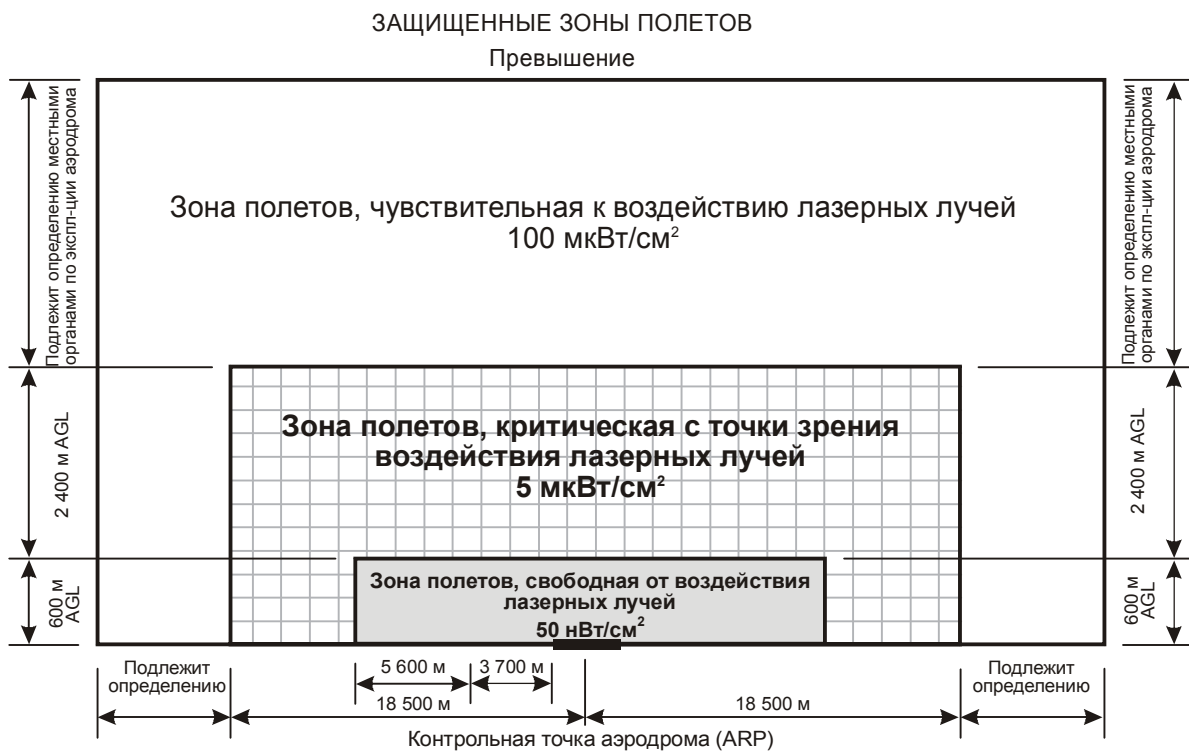 ЗАЩИЩЕННЫЕ ЗОНЫ ПОЛЕТОВ
Превышение
Подлежит определению местными
органами по экспл-ции аэродрома
Зона полетов, чувствительная к воздействию лазерных лучей
100 мкВт/см²
Подлежит определению местными
органами по экспл-ции аэродрома
2 400 м AGL
Зона полетов, критическая с точки зрения
воздействия лазерных лучей
5 мкВт/см²
2 400 м AGL
600 м
AGL
Зона полетов, свободная от воздействия
лазерных лучей
50 нВт/см²
600 м
AGL
Подлежит
определению
5 600 м
3 700 м
18 500 м
18 500 м
Подлежит
определению
Контрольная точка аэродрома (ARP)